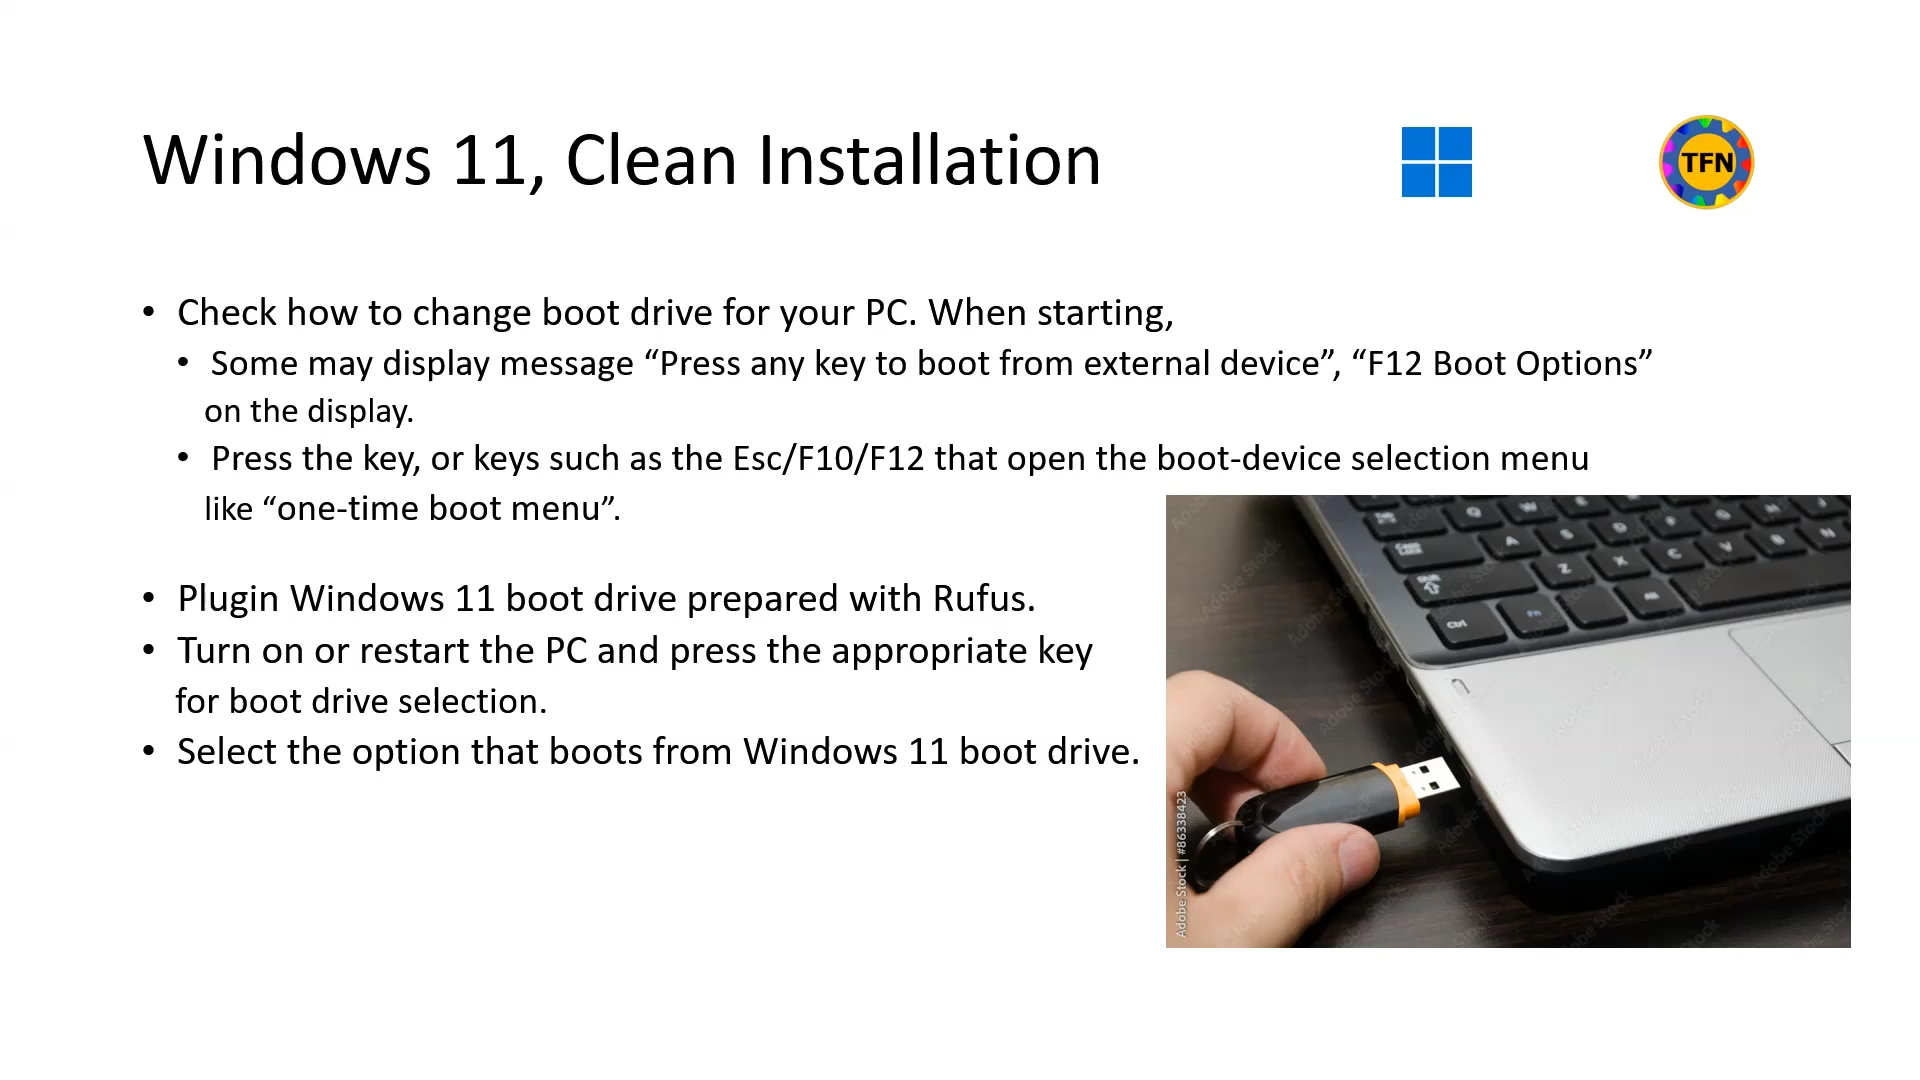 Windows 11, Clean Installation
TFN
• Check how to change boot drive for your PC. When starting,
• Some may display message “Press any key to boot from external device”, “F12 Boot Options”
on the display.
• Press the key, or keys such as the Esc/F10/F12 that open the boot-device selection menu
like “one-time boot menu”.
• Plugin Windows 11 boot drive prepared with Rufus.
• Turn on or restart the PC and press the appropriate key
for boot drive selection.
• Select the option that boots from Windows 11 boot drive.
Q W
A S D F G H J
Z X C V B N
Ctrl Fn Alt
Adobe Stock | #86338423